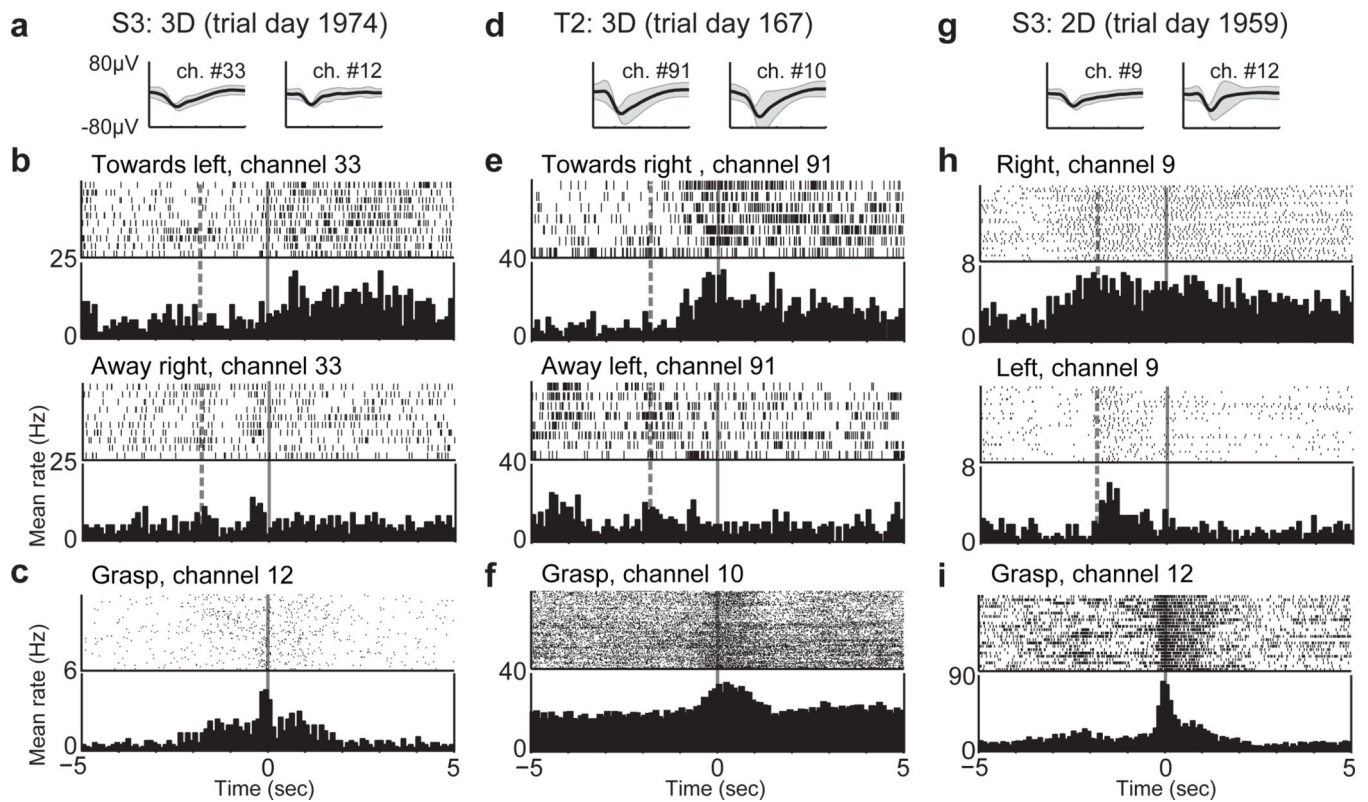 a S3: 3D (trial day 1974)
80µV
-80µV
ch. #33
ch. #12
b Towards left, channel 33
25
0
Away right, channel 33
25
0
Mean rate (Hz)
c Grasp, channel 12
6
0
Mean rate (Hz)
−5 0 5
Time (sec)
d T2: 3D (trial day 167)
ch. #91
ch. #10
e Towards right , channel 91
40
0
Away left, channel 91
40
0
f Grasp, channel 10
40
0
−5 0 5
Time (sec)
g S3: 2D (trial day 1959)
ch. #9
ch. #12
h Right, channel 9
8
0
Left, channel 9
8
0
i Grasp, channel 12
90
0
−5 0 5
Time (sec)